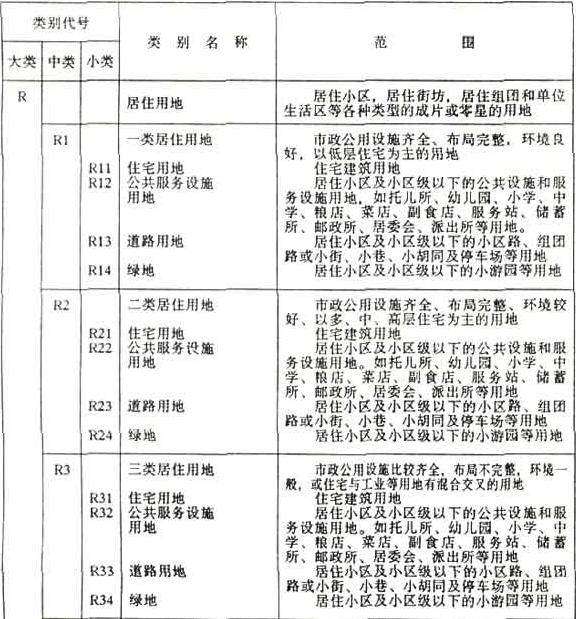 类别代号
类 别 名 称
范 围
大类 中类 小类
R
居住用地
居住小区，居住街坊，居住组团和单位
生活区等各种类型的成片或零星的用地
R1
一类居住用地
市政公用设施齐全、布局完整，环境良
好，以低层住宅为主的用地
R11 住宅用地
住宅建筑用地
R12 公共服务设施
用地
居住小区及小区级以下的公共设施和服
务设施用地，如托儿所、幼儿园、小学、中
学、粮店、菜店、副食店、服务站、储蓄
所、邮政所、居委会、派出所等用地。
R13 道路用地
居住小区及小区级以下的小区路、组团
路或小街、小巷、小胡同及停车场等用地
R14 绿地
居住小区及小区级以下的小游园等用地
R2
二类居住用地
市政公用设施齐全、布局完整、环境较
好、以多、中、高层住宅为主的用地
R21 住宅用地
住宅建筑用地
R22 公共服务设施
用地
居住小区及小区级以下的公共设施和服
务设施用地。如托儿所、幼儿园、小学、中
学、粮店、菜店、副食店、服务站、储蓄
所、邮政所、居委会、派出所等用地
R23 道路用地
居住小区及小区级以下的小区路、组团
路或小街、小巷、小胡同及停车场等用地
R24 绿地
居住小区及小区级以下的小游园等用地
R3
三类居住用地
市政公用设施比较齐全，布局不完整，环境一
般，或住宅与工业等用地有混合交叉的用地
R31 住宅用地
住宅建筑用地
R32 公共服务设施
用地
居住小区及小区级以下的公共设施和服
务设施用地。如托儿所、幼儿园、小学、中
学、粮店、菜店、副食店、服务站、储蓄
所、邮政所、居委会、派出所等用地
R33 道路用地
居住小区及小区级以下的小区路、组团
路或小街、小巷、小胡同及停车场等用地
R34 绿地
居住小区及小区级以下的小游园等用地